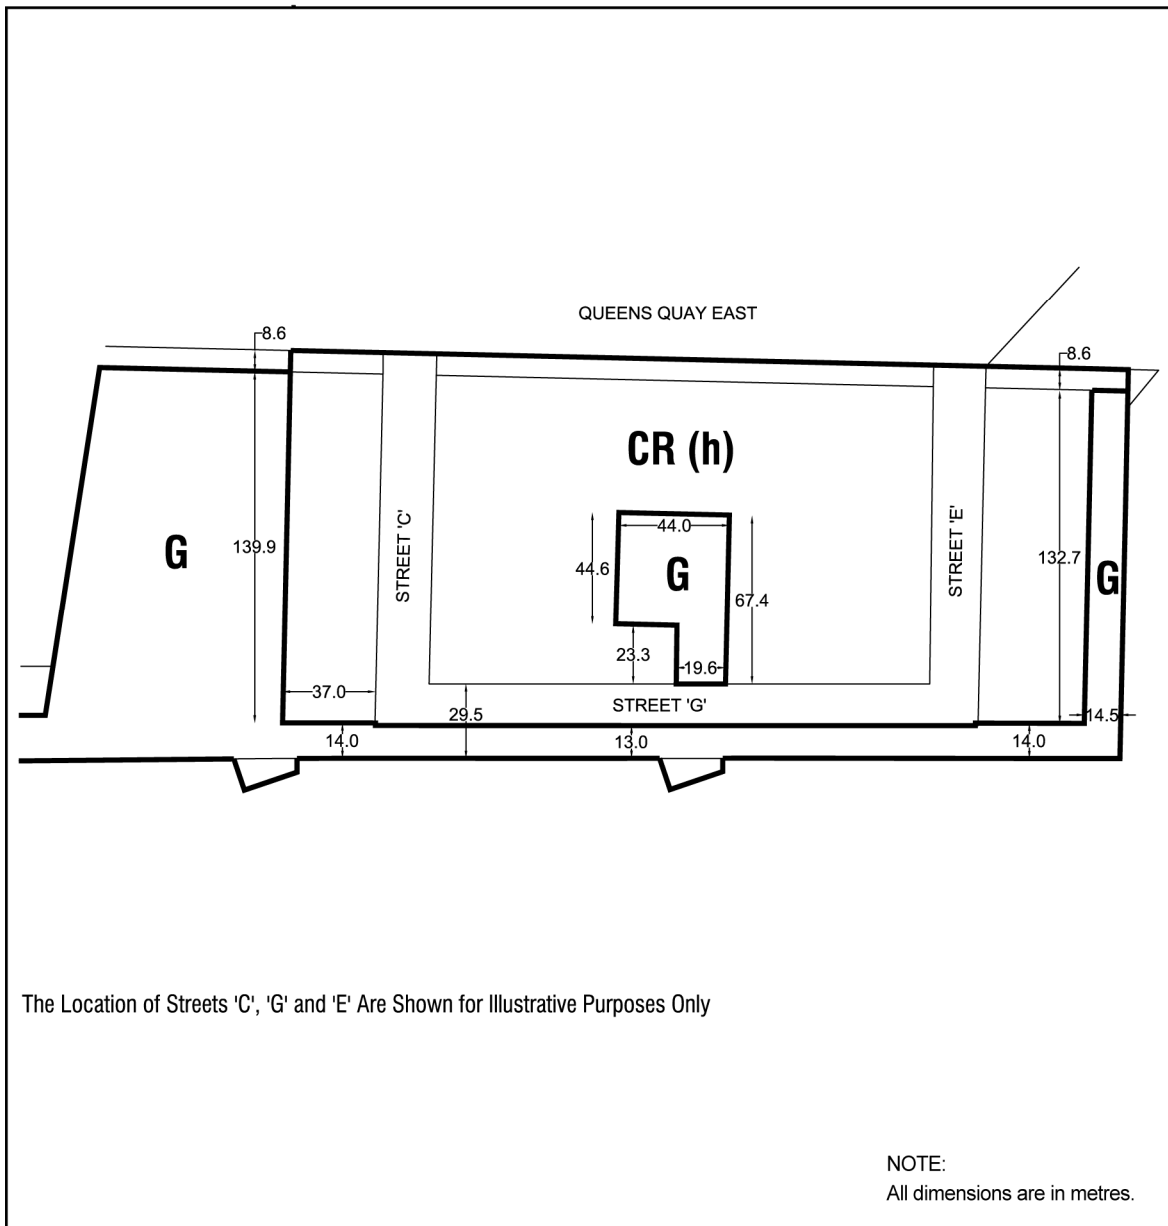 QUEENS QUAY EAST
8.6
8.6
CR (h)
44.0
STREET 'C'
STREET 'E'
G
139.9
44.6
G
67.4
132.7
G
23.3
19.6
37.0
STREET 'G'
29.5
14.5
14.0
13.0
14.0
The Location of Streets 'C', 'G' and 'E' Are Shown for Illustrative Purposes Only
NOTE:
All dimensions are in metres.